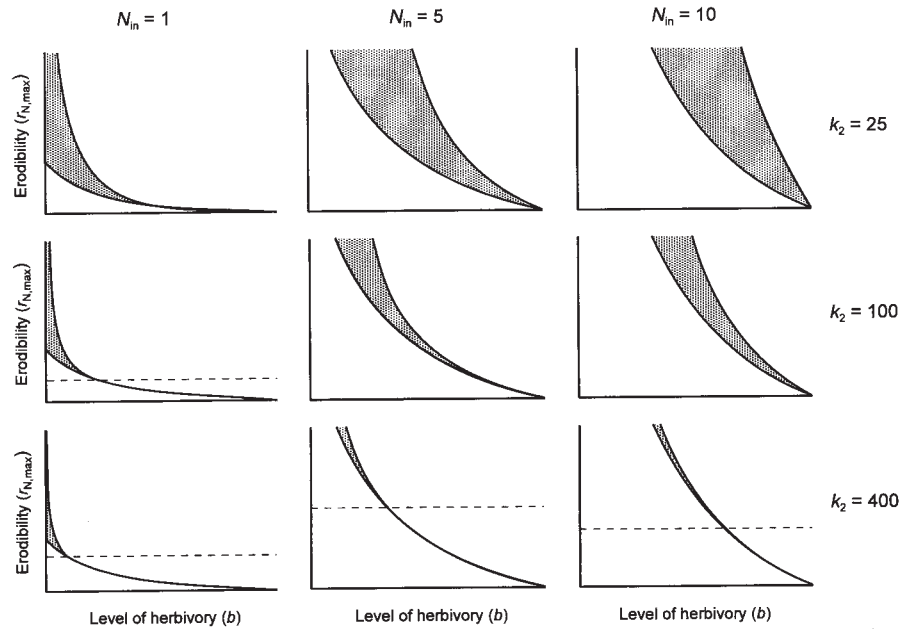 N_in = 1
N_in = 5
N_in = 10
Erodibility (r_N,max)
k_2 = 25
Erodibility (r_N,max)
k_2 = 100
Erodibility (r_N,max)
k_2 = 400
Level of herbivory (b)
Level of herbivory (b)
Level of herbivory (b)